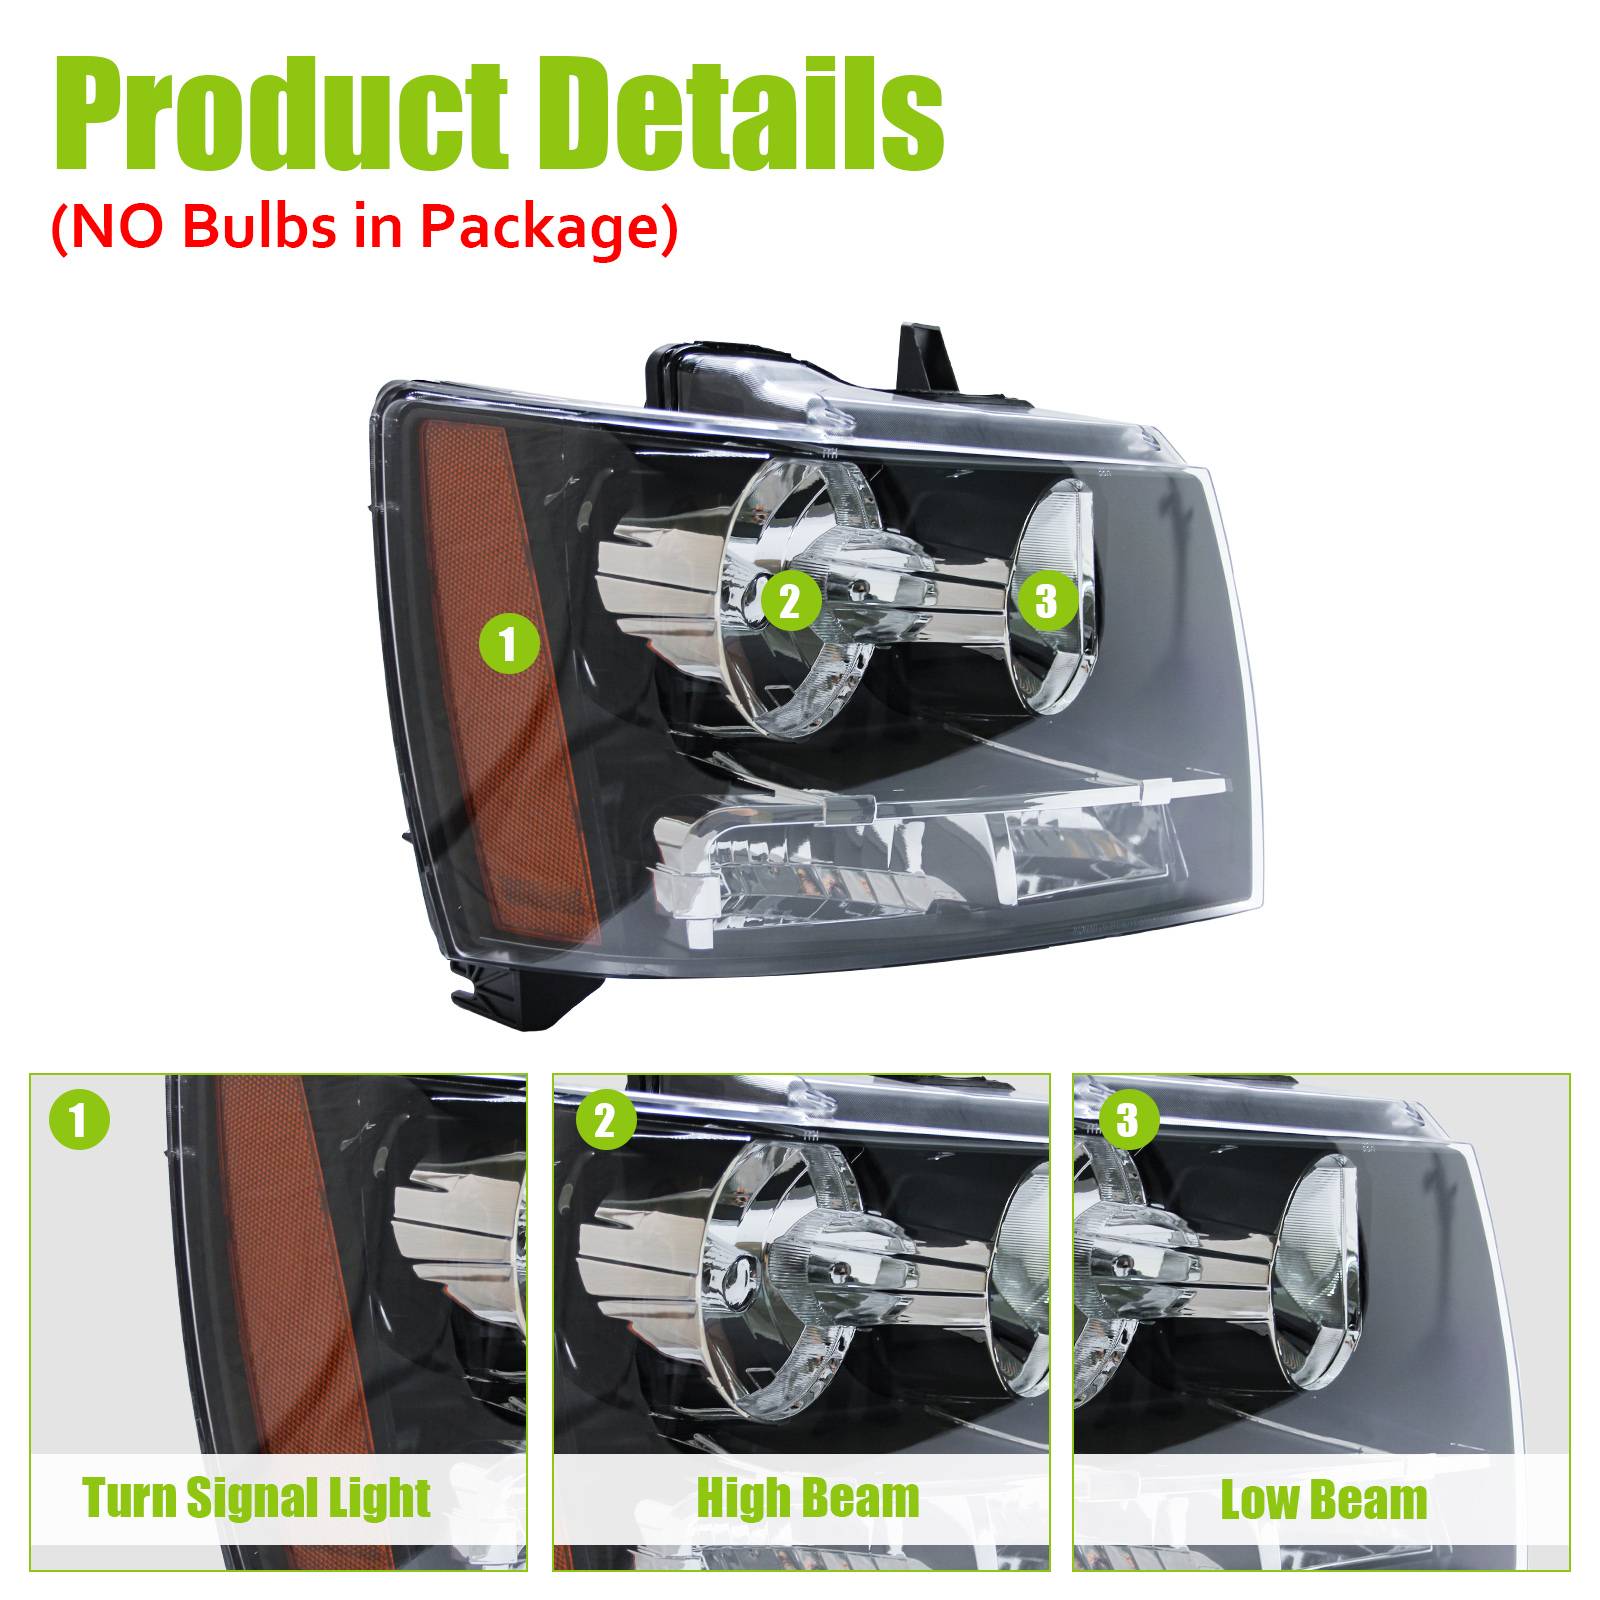 Product Details
(NO Bulbs in Package)
1
2
3
1
2
3
Turn Signal Light
High Beam
Low Beam